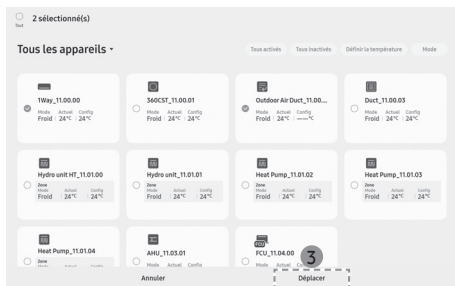 2 sélectionné(s)
Tout
Tous les appareils
Tous activés Tous inactivés Définir la température Mode
1Way_11.00.00
Mode Actuel Config
Froid 24°C 24°C
360CST_11.00.01
Mode Actuel Config
Froid 24°C 24°C
Outdoor Air Duct_11.00....
Mode Actuel Config
Froid 24°C ---°C
Duct_11.00.03
Mode Actuel Config
Froid 24°C 24°C
Hydro unit HT_11.01.00
Zone
Mode Actuel Config
Froid 24°C 24°C
Hydro unit_11.01.01
Zone
Mode Actuel Config
Froid 24°C 24°C
Heat Pump_11.01.02
Zone
Mode Actuel Config
Froid 24°C 24°C
Heat Pump_11.01.03
Zone
Mode Actuel Config
Froid 24°C 24°C
Heat Pump_11.01.04
Zone
Mode Actuel Config
AHU_11.03.01
Mode Actuel Config
FCU
FCU_11.04.00
Mode Actuel Config
3
Annuler Déplacer